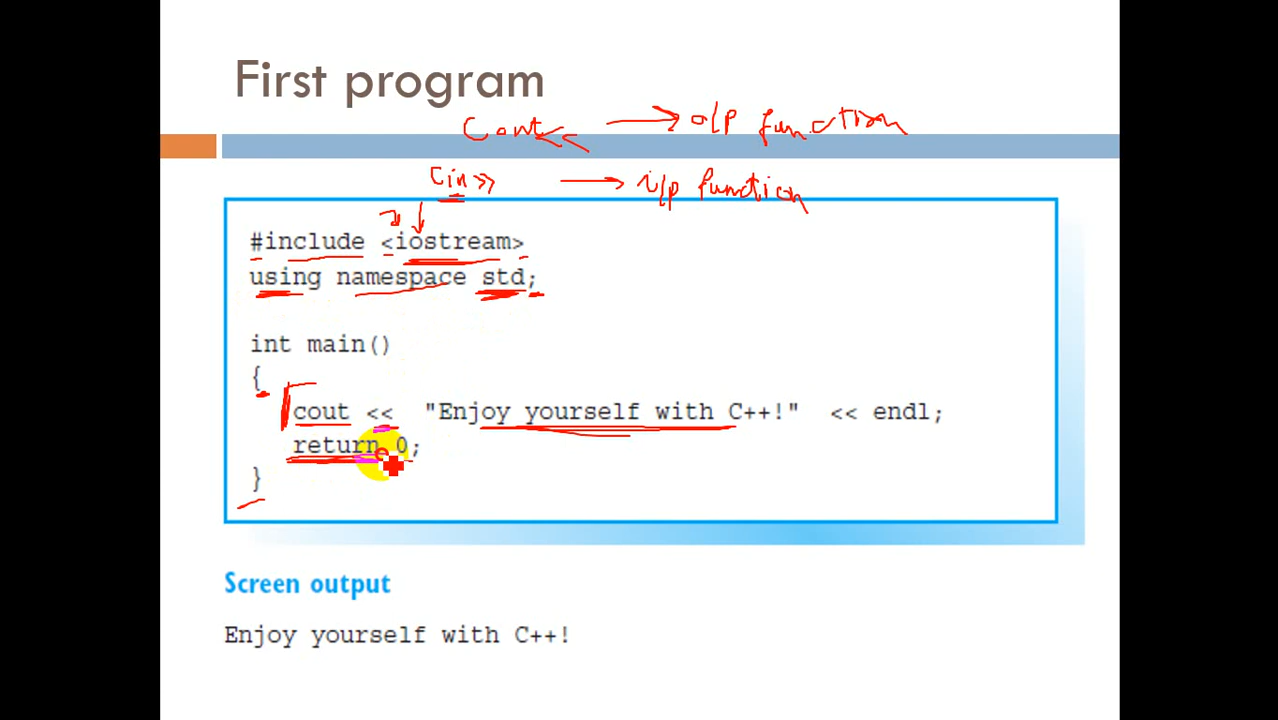 First program
Cout<< → o/p function
Cin>> → i/p function
#include <iostream>
using namespace std;
int main()
{
cout << "Enjoy yourself with C++!" << endl;
return 0;
}
Screen output
Enjoy yourself with C++!